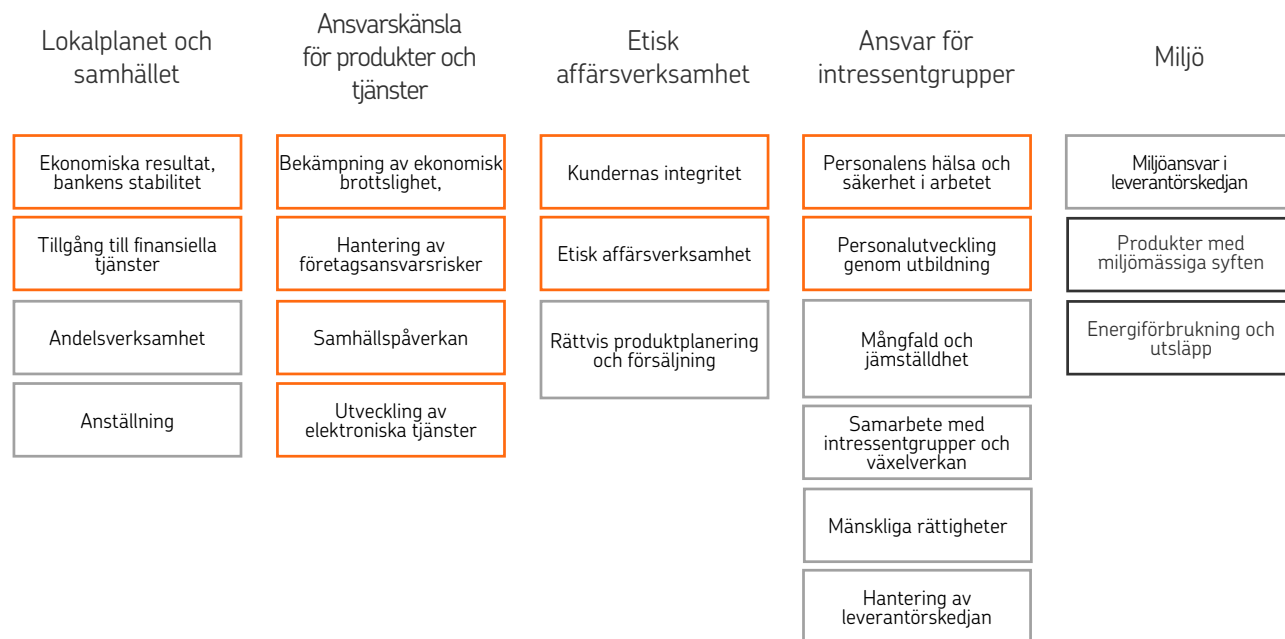 Lokalplanet och
samhället
Ekonomiska resultat,
bankens stabilitet
Tillgång till finansiella
tjänster
Andelsverksamhet
Anställning
Ansvarskänsla
för produkter och
tjänster
Bekämpning av ekonomisk
brottslighet,
Hantering av
företagsansvarsrisker
Samhällspåverkan
Utveckling av
elektroniska tjänster
Etisk
affärsverksamhet
Kundernas integritet
Etisk affärsverksamhet
Rättvis produktplanering
och försäljning
Ansvar för
intressentgrupper
Personalens hälsa och
säkerhet i arbetet
Personalutveckling
genom utbildning
Mångfald och
jämställdhet
Samarbete med
intressentgrupper och
växelverkan
Mänskliga rättigheter
Hantering av
leverantörskedjan
Miljö
Miljöansvar i
leverantörskedjan
Produkter med
miljömässiga syften
Energiförbrukning och
utsläpp